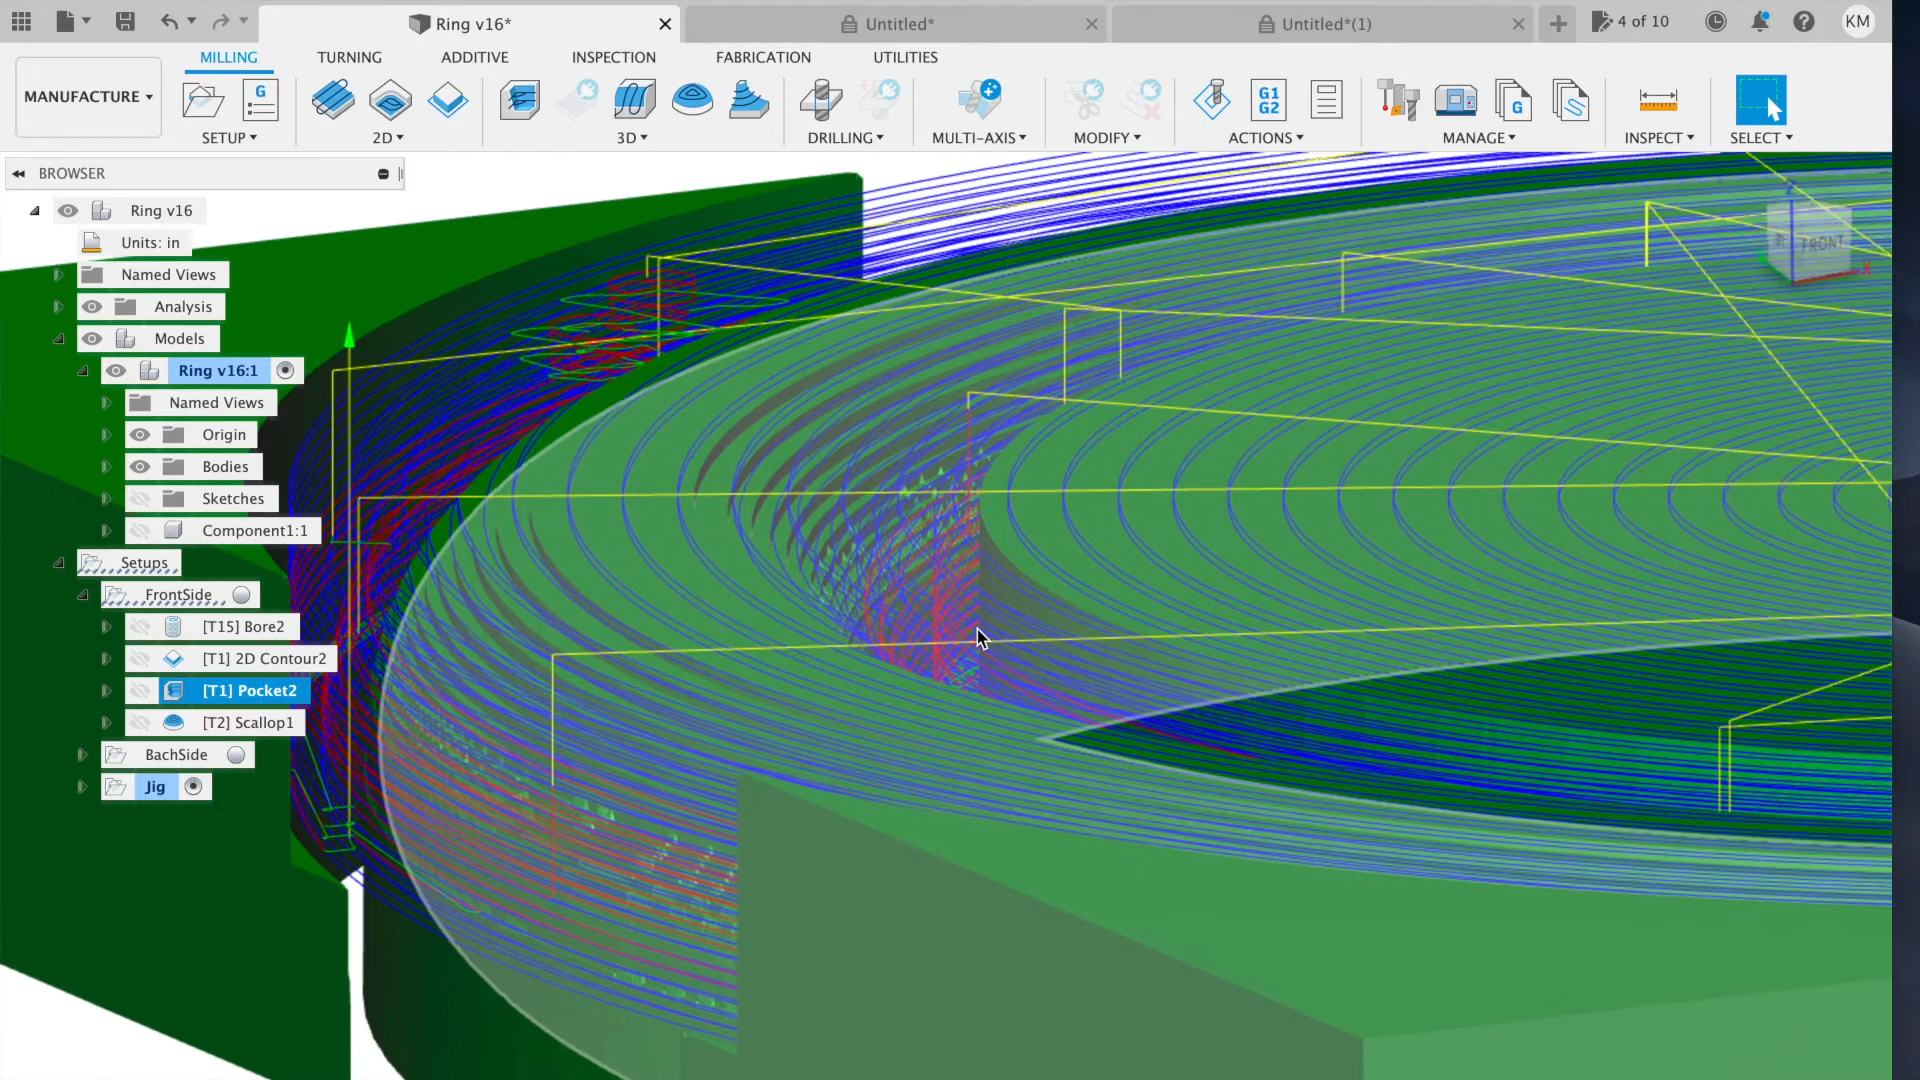 Ring v16*
Untitled*
Untitled*(1)
4 of 10
KM
MILLING
TURNING
ADDITIVE
INSPECTION
FABRICATION
UTILITIES
MANUFACTURE
G
G1
G2
G
SETUP
2D
3D
DRILLING
MULTI-AXIS
MODIFY
ACTIONS
MANAGE
INSPECT
SELECT
BROWSER
Ring v16
Units: in
Named Views
Analysis
Models
Ring v16:1
Named Views
Origin
Bodies
Sketches
Component1:1
Setups
FrontSide
[T15] Bore2
[T1] 2D Contour2
[T1] Pocket2
[T2] Scallop1
BachSide
Jig
FRONT
X